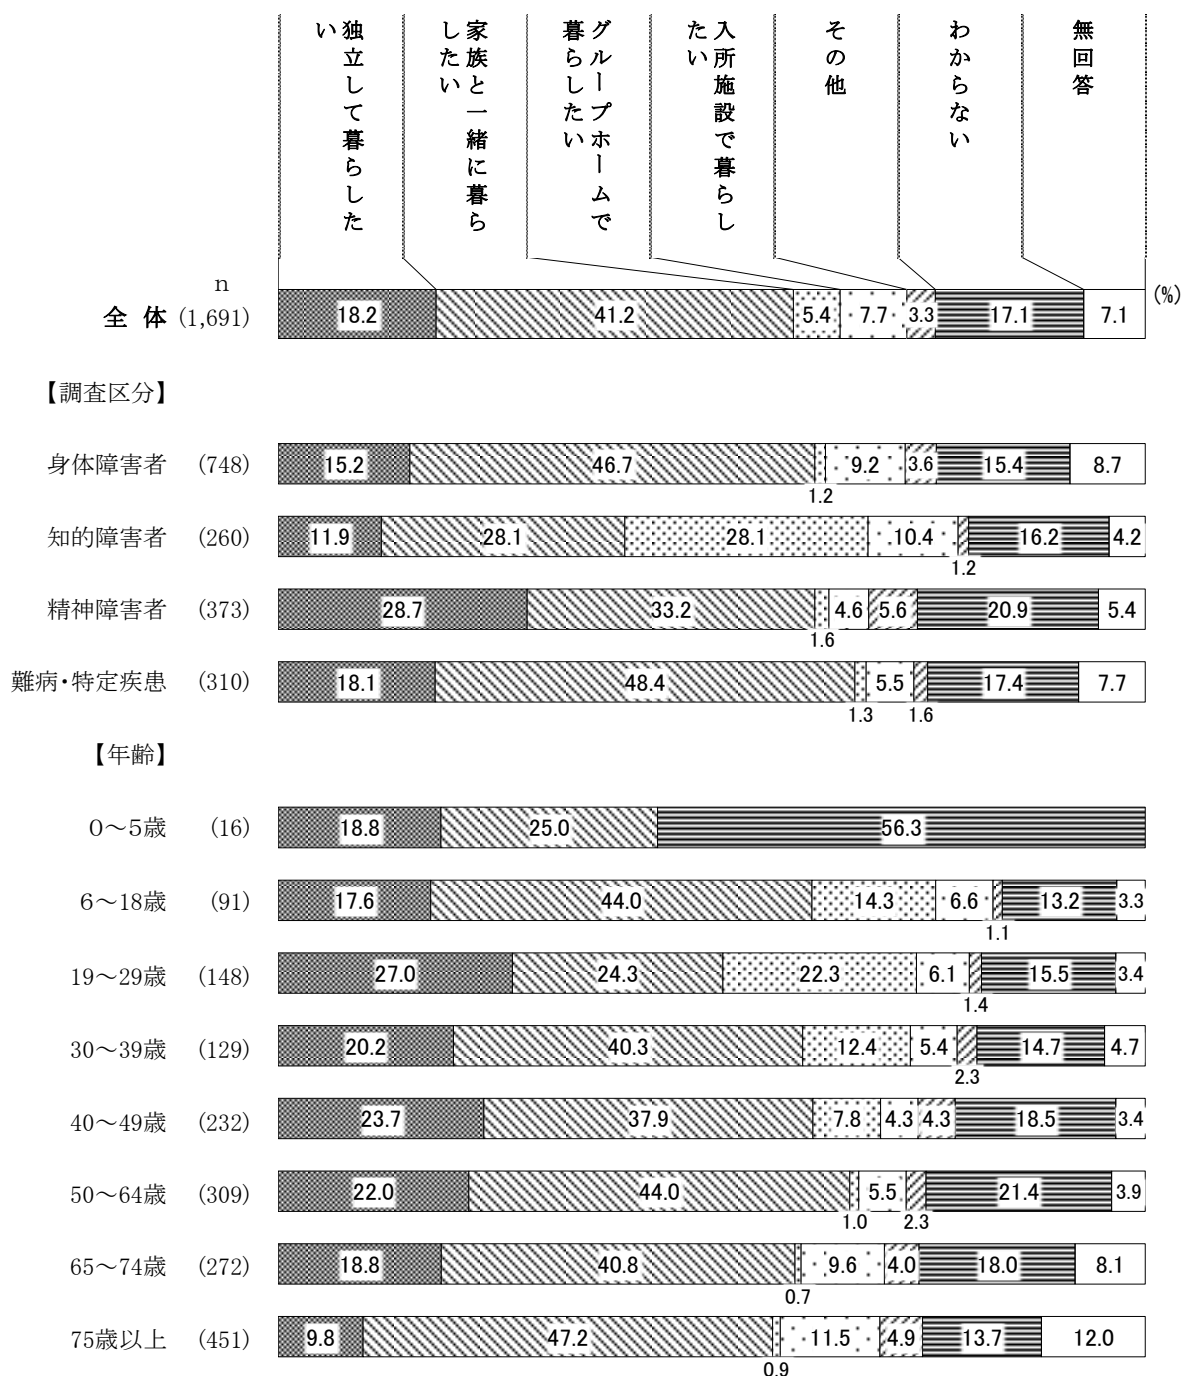 独立して暮らした
い
家族と一緒に暮ら
したい
グループホームで
暮らしたい
入所施設で暮らし
たい
その他
わからない
無回答
n
(%)
全 体 (1,691) 18.2 41.2 5.4 7.7 3.3 17.1 7.1
【調査区分】
身体障害者 (748) 15.2 46.7 1.2 9.2 3.6 15.4 8.7
知的障害者 (260) 11.9 28.1 28.1 10.4 1.2 16.2 4.2
精神障害者 (373) 28.7 33.2 1.6 4.6 5.6 20.9 5.4
難病・特定疾患 (310) 18.1 48.4 1.3 5.5 1.6 17.4 7.7
【年齢】
0～5歳 (16) 18.8 25.0 56.3
6～18歳 (91) 17.6 44.0 14.3 6.6 1.1 13.2 3.3
19～29歳 (148) 27.0 24.3 22.3 6.1 1.4 15.5 3.4
30～39歳 (129) 20.2 40.3 12.4 5.4 2.3 14.7 4.7
40～49歳 (232) 23.7 37.9 7.8 4.3 4.3 18.5 3.4
50～64歳 (309) 22.0 44.0 1.0 5.5 2.3 21.4 3.9
65～74歳 (272) 18.8 40.8 0.7 9.6 4.0 18.0 8.1
75歳以上 (451) 9.8 47.2 0.9 11.5 4.9 13.7 12.0